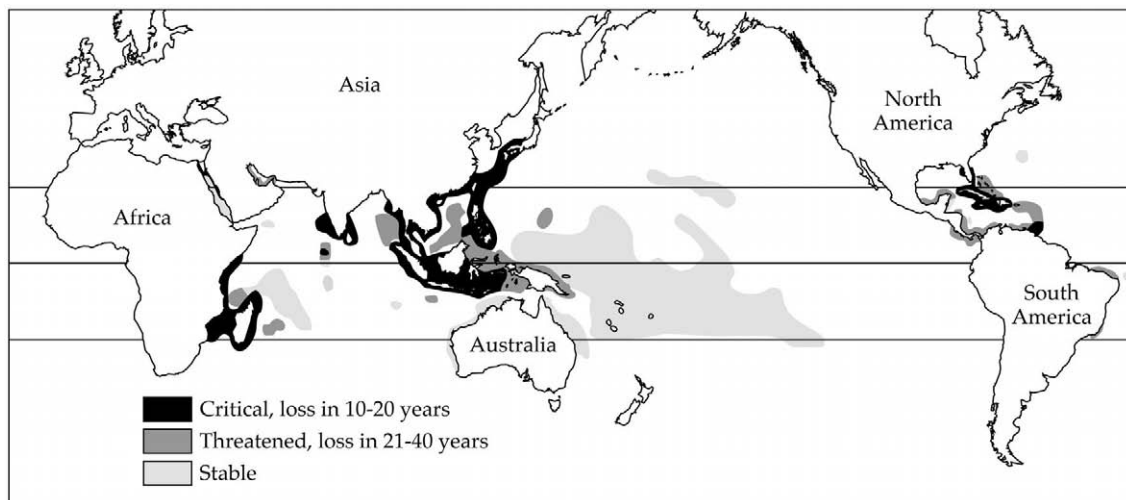 Asia
North
America
Africa
South
America
Australia
Critical, loss in 10-20 years
Threatened, loss in 21-40 years
Stable